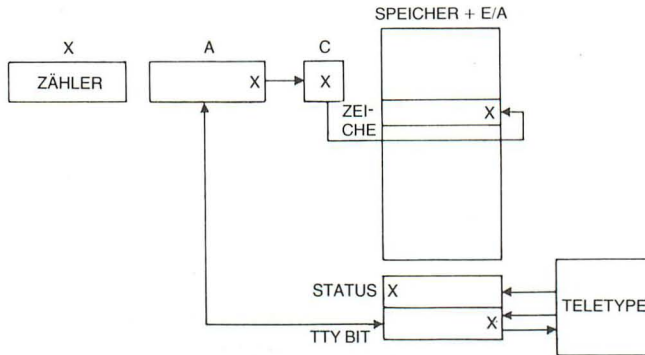 SPEICHER + E/A
X A C
ZÄHLER X X
ZEI-
CHE X
STATUS X
TELETYPE
TTY BIT X